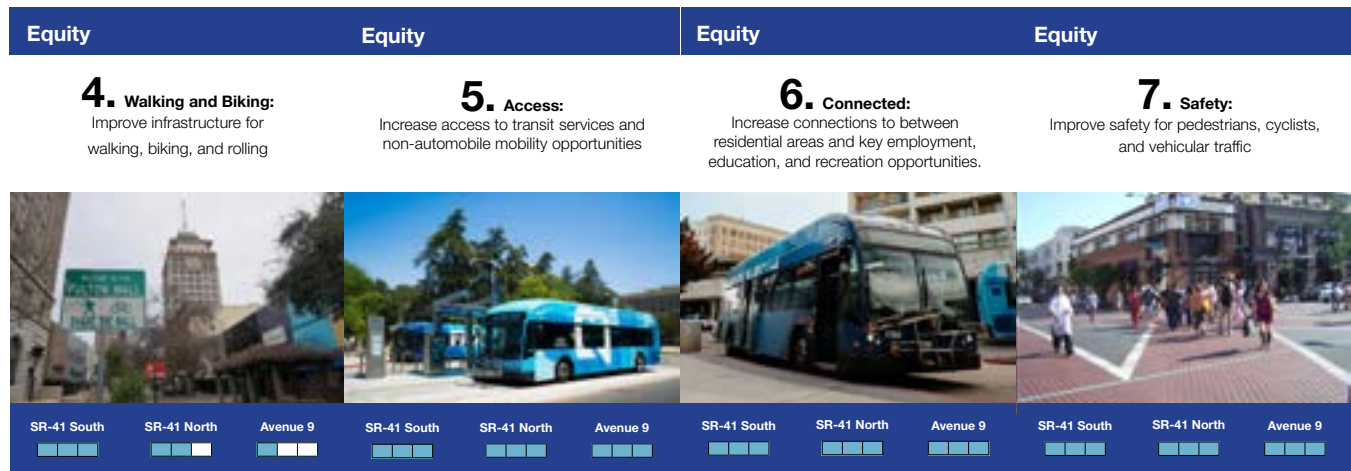 Equity
4. Walking and Biking:
Improve infrastructure for
walking, biking, and rolling
FULTON MALL
SR-41 South SR-41 North Avenue 9
Equity
5. Access:
Increase access to transit services and
non-automobile mobility opportunities
SR-41 South SR-41 North Avenue 9
Equity
6. Connected:
Increase connections to between
residential areas and key employment,
education, and recreation opportunities.
SR-41 South SR-41 North Avenue 9
Equity
7. Safety:
Improve safety for pedestrians, cyclists,
and vehicular traffic
SR-41 South SR-41 North Avenue 9